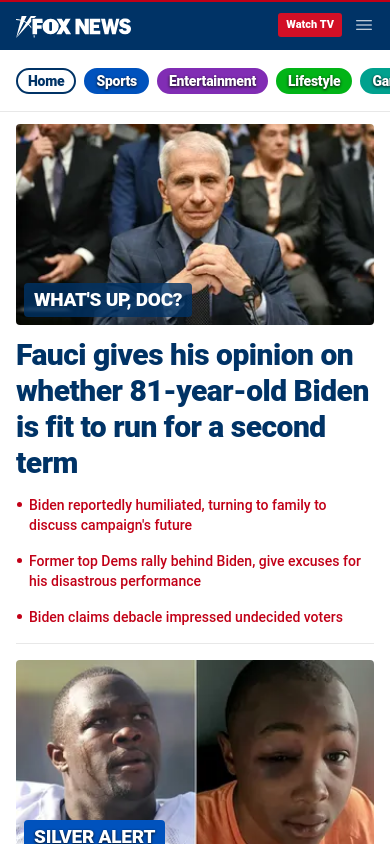 FOX NEWS
Watch TV
Home
Sports
Entertainment
Lifestyle
WHAT'S UP, DOC?
Fauci gives his opinion on
whether 81-year-old Biden
is fit to run for a second
term
Biden reportedly humiliated, turning to family to
discuss campaign's future
Former top Dems rally behind Biden, give excuses for
his disastrous performance
Biden claims debacle impressed undecided voters
SILVER ALERT